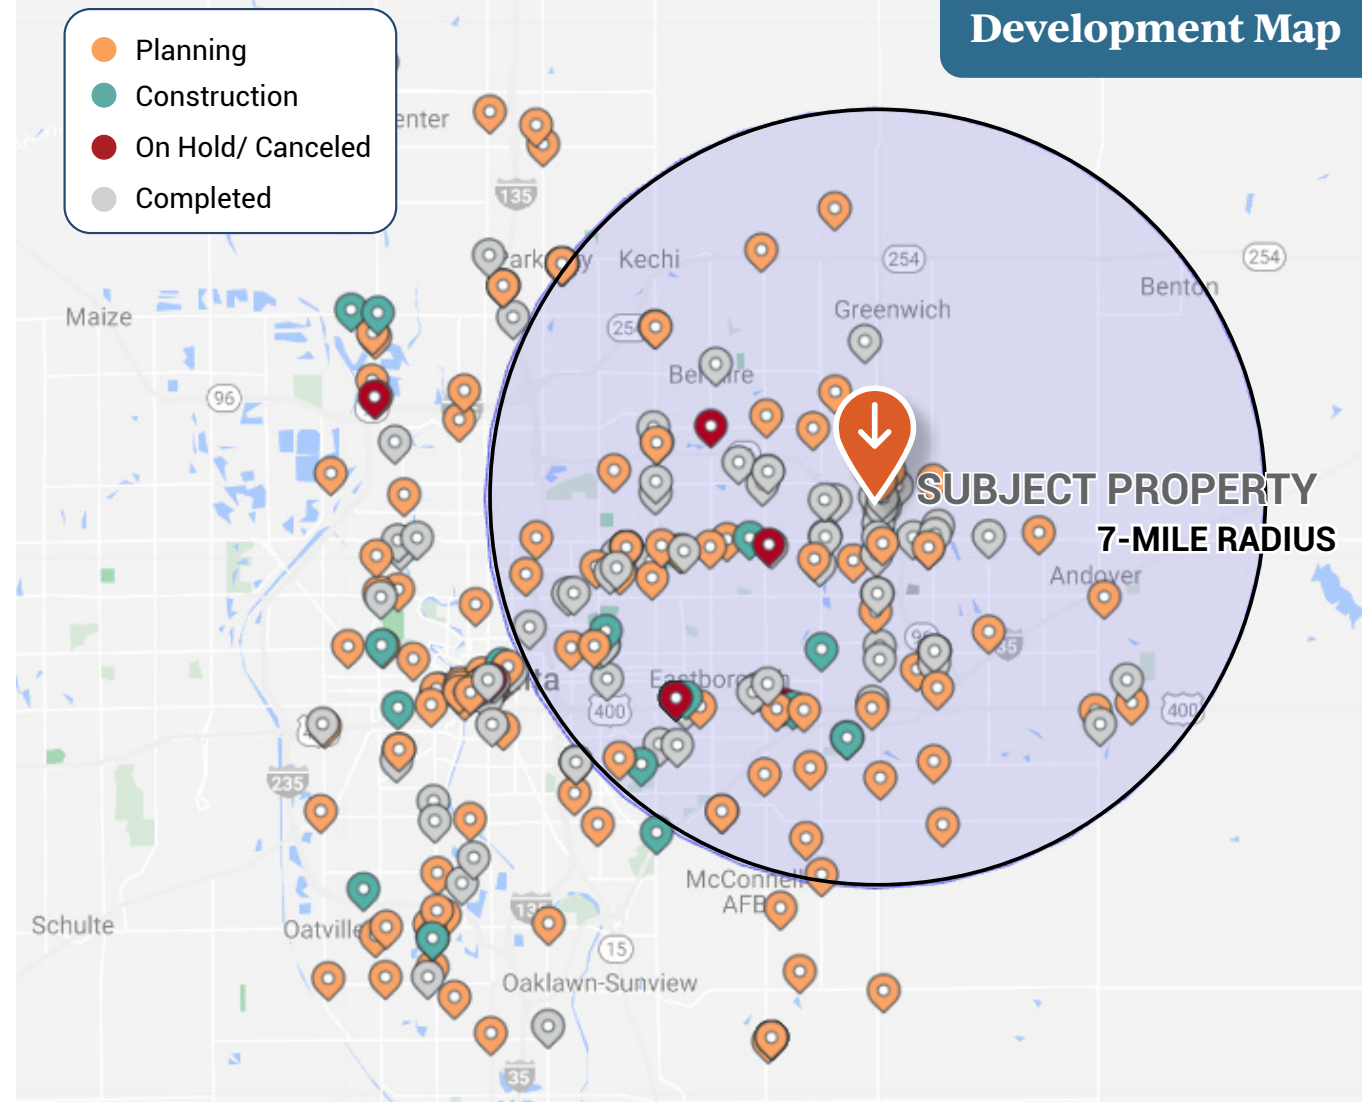 Development Map
Planning
Construction
On Hold/ Canceled
Completed
135
Kechi
254
254
Benton
Maize
Greenwich
96
SUBJECT PROPERTY
7-MILE RADIUS
Andover
Eastborough
400
400
235
McConnell
AFB
Schulte
Oatville
15
Oaklawn-Sunview
35